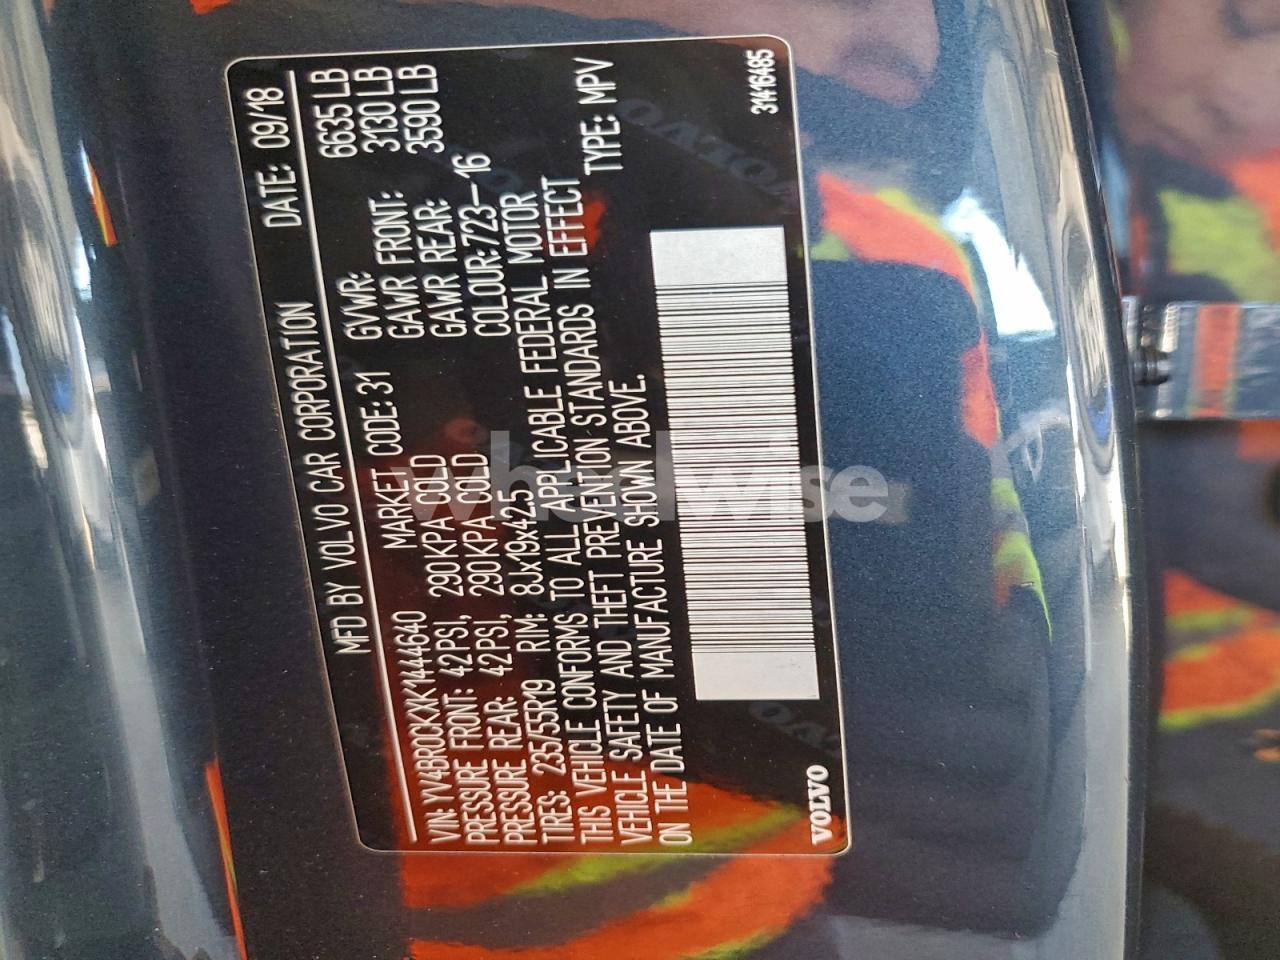 MFD BY VOLVO CAR CORPORATION DATE: 09/18
VIN: YV4BR0CKXK1444640 MARKET CODE: 31 GVWR: 6635 LB
PRESSURE FRONT: 42PSI, 290KPA COLD GAWR FRONT: 3130 LB
PRESSURE REAR: 42PSI, 290KPA COLD GAWR REAR: 3590 LB
TIRES: 235/55R19 RIM: 8Jx19x42.5 COLOUR: 723-16
THIS VEHICLE CONFORMS TO ALL APPLICABLE FEDERAL MOTOR
VEHICLE SAFETY AND THEFT PREVENTION STANDARDS IN EFFECT
ON THE DATE OF MANUFACTURE SHOWN ABOVE. TYPE: MPV
VOLVO 31416485
wheelwise